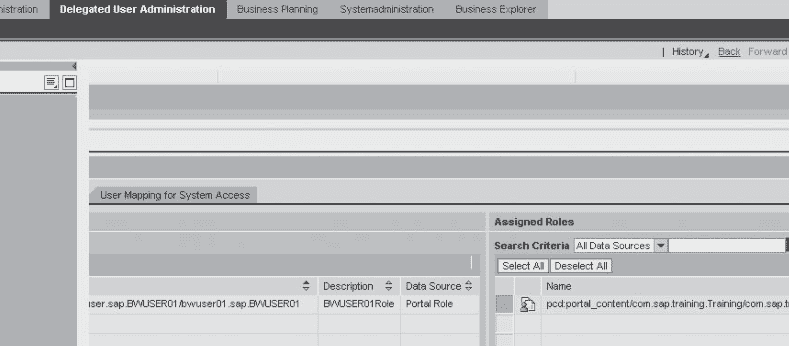 nistration Delegated User Administration Business Planning Systemadministration Business Explorer
| History Back Forward
User Mapping for System Access
Assigned Roles
Search Criteria All Data Sources
Select All Deselect All
Description Data Source Name
user.sap.BWUSER01/bwuser01.sap.BWUSER01 BWUSER01Role Portal Role pcd:portal_content/com.sap.training.Training/com.sap.t